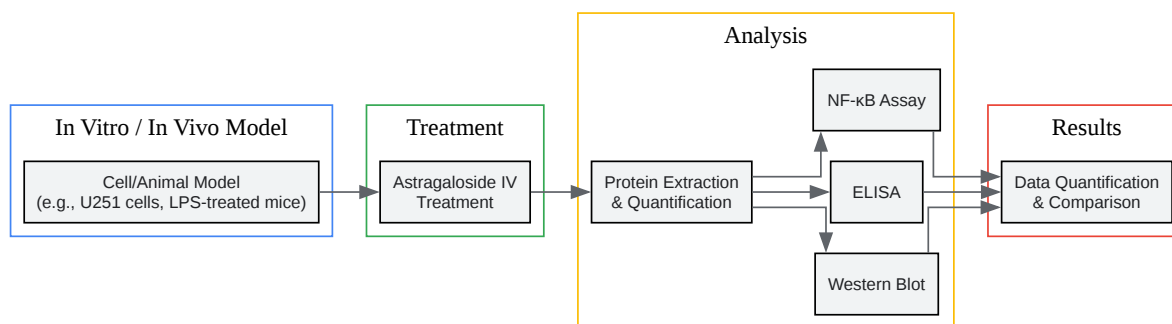 In Vitro / In Vivo Model
Cell/Animal Model
(e.g., U251 cells, LPS-treated mice)
Treatment
Astragaloside IV
Treatment
Analysis
Protein Extraction
& Quantification
NF-κB Assay
ELISA
Western Blot
Results
Data Quantification
& Comparison